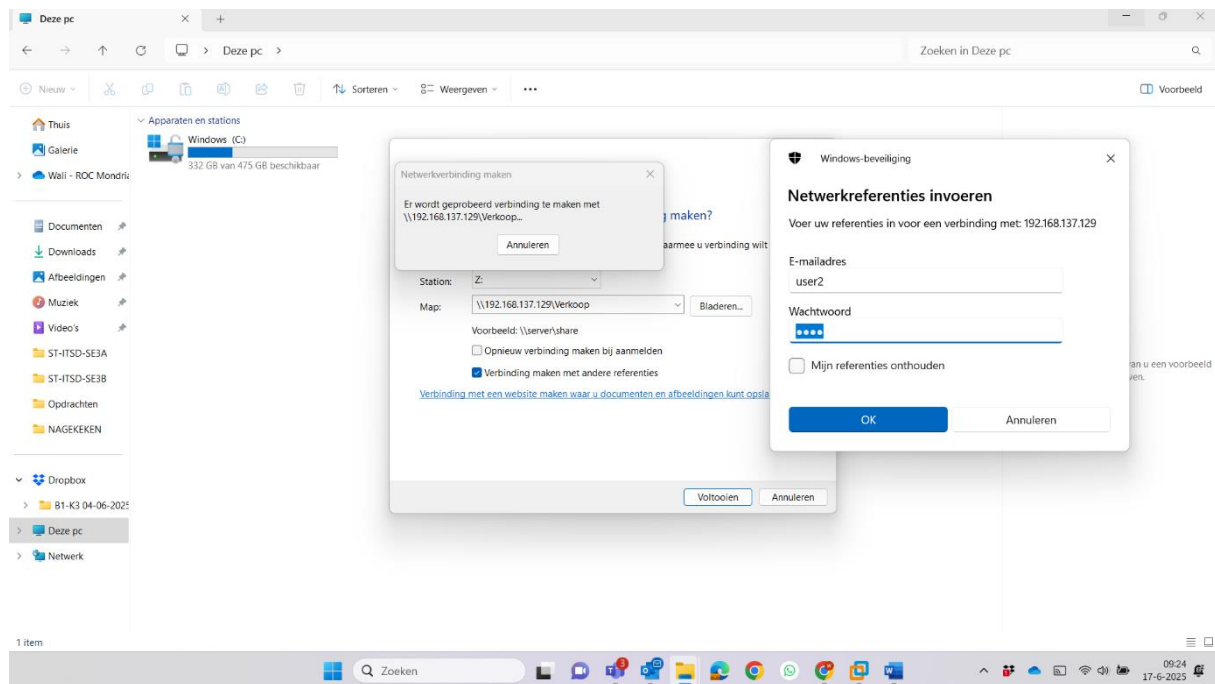 Deze pc
Deze pc
Zoeken in Deze pc
Nieuw
Sorteren
Weergeven
Voorbeeld
Thuis
Galerie
Wali - ROC Mondria
Documenten
Downloads
Afbeeldingen
Muziek
Video's
ST-ITSD-SE3A
ST-ITSD-SE3B
Opdrachten
NAGEKEKEN
Dropbox
B1-K3 04-06-2025
Deze pc
Netwerk
Apparaten en stations
Windows (C:)
332 GB van 475 GB beschikbaar
Netwerkverbinding maken
Er wordt geprobeerd verbinding te maken met
\\192.168.137.129\Verkoop...
Annuleren
maken?
aarmee u verbinding wilt
Station: Z:
Map: \\192.168.137.129\Verkoop Bladeren...
Voorbeeld: \\server\share
Opnieuw verbinding maken bij aanmelden
Verbinding maken met andere referenties
Verbinding met een website maken waar u documenten en afbeeldingen kunt opsla
Voltooien Annuleren
Windows-beveiliging
Netwerkreferenties invoeren
Voer uw referenties in voor een verbinding met: 192.168.137.129
E-mailadres
user2
Wachtwoord
••••
Mijn referenties onthouden
OK Annuleren
an u een voorbeeld
ven.
1 item
Zoeken
3
09:24
17-6-2025